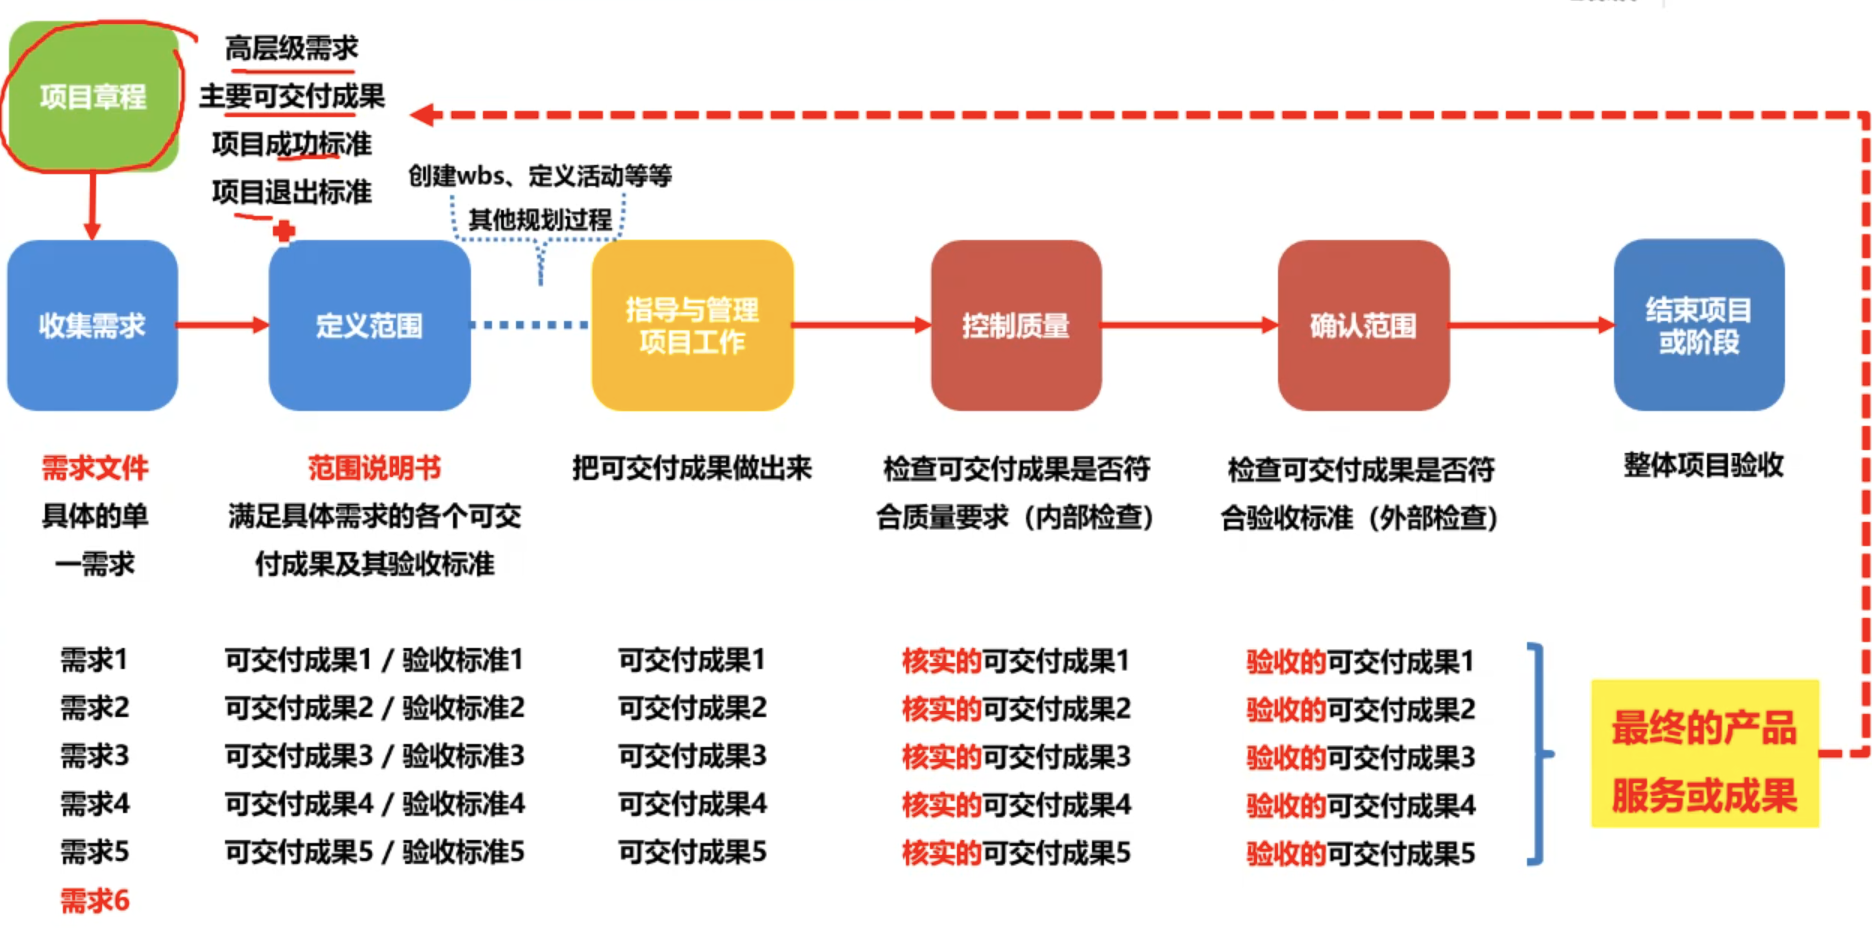 项目章程
高层级需求
主要可交付成果
项目成功标准
项目退出标准
创建wbs、定义活动等等
其他规划过程
收集需求
定义范围
指导与管理
项目工作
控制质量
确认范围
结束项目
或阶段
需求文件
具体的单
一需求
范围说明书
满足具体需求的各个可交
付成果及其验收标准
把可交付成果做出来
检查可交付成果是否符
合质量要求（内部检查）
检查可交付成果是否符
合验收标准（外部检查）
整体项目验收
需求1
需求2
需求3
需求4
需求5
需求6
可交付成果1 / 验收标准1
可交付成果2 / 验收标准2
可交付成果3 / 验收标准3
可交付成果4 / 验收标准4
可交付成果5 / 验收标准5
可交付成果1
可交付成果2
可交付成果3
可交付成果4
可交付成果5
核实的可交付成果1
核实的可交付成果2
核实的可交付成果3
核实的可交付成果4
核实的可交付成果5
验收的可交付成果1
验收的可交付成果2
验收的可交付成果3
验收的可交付成果4
验收的可交付成果5
最终的产品
服务或成果